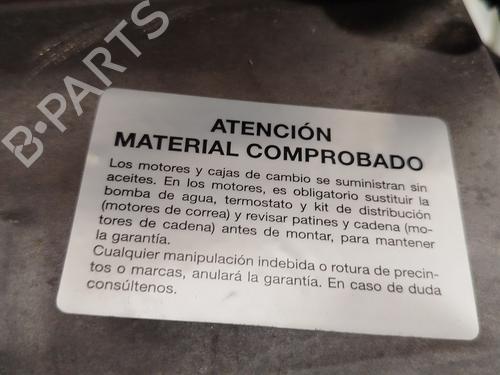 B-PARTS
ATENCIÓN
MATERIAL COMPROBADO
Los motores y cajas de cambio se suministran sin
aceites. En los motores, es obligatorio sustituir la
bomba de agua, termostato y kit de distribución
(motores de correa) y revisar patines y cadena (mo-
tores de cadena) antes de montar, para mantener
la garantía.
Cualquier manipulación indebida o rotura de precin-
tos o marcas, anulará la garantía. En caso de duda
consúltenos.